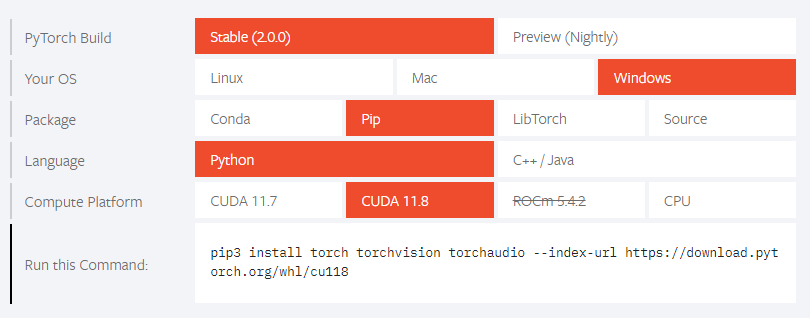 PyTorch Build Stable (2.0.0) Preview (Nightly)
Your OS Linux Mac Windows
Package Conda Pip LibTorch Source
Language Python C++ / Java
Compute Platform CUDA 11.7 CUDA 11.8 ROCm 5.4.2 CPU
Run this Command: pip3 install torch torchvision torchaudio --index-url https://download.pyt
orch.org/whl/cu118